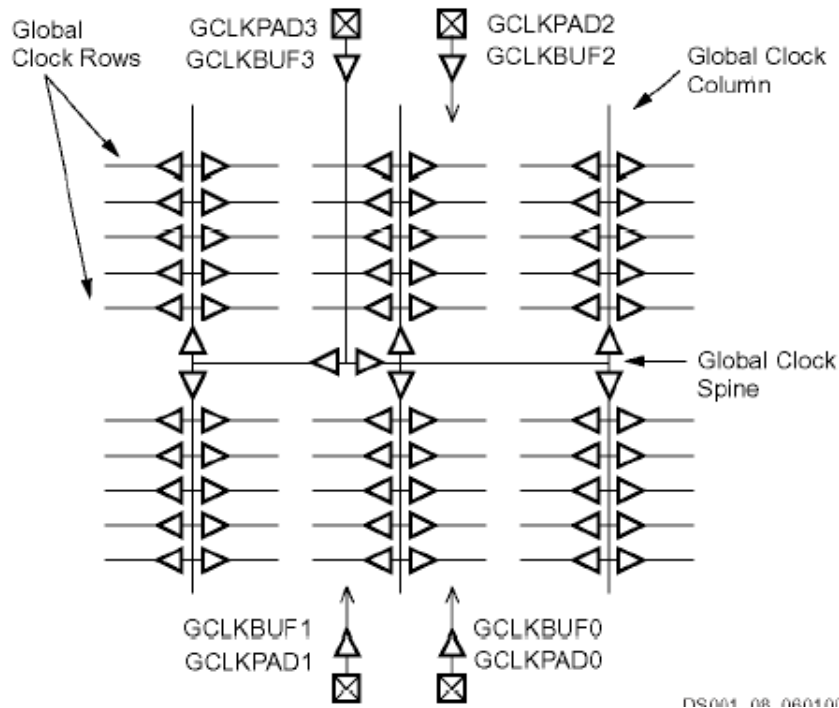 Global
Clock Rows
GCLKPAD3
GCLKBUF3
GCLKPAD2
GCLKBUF2
Global Clock
Column
Global Clock
Spine
GCLKBUF1
GCLKPAD1
GCLKBUF0
GCLKPAD0